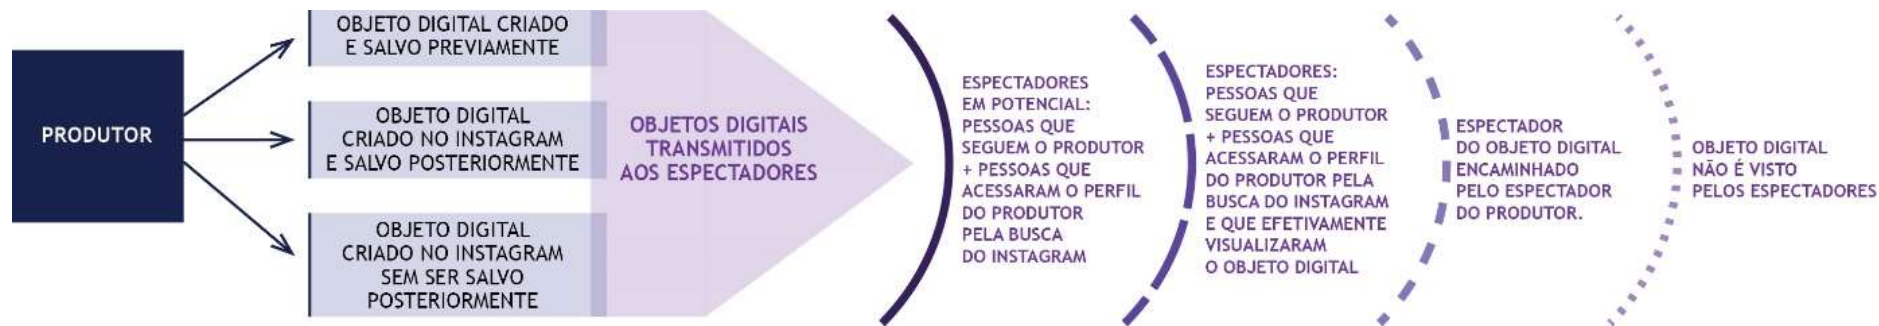 PRODUTOR
OBJETO DIGITAL CRIADO
E SALVO PREVIAMENTE
OBJETO DIGITAL
CRIADO NO INSTAGRAM
E SALVO POSTERIORMENTE
OBJETO DIGITAL
CRIADO NO INSTAGRAM
SEM SER SALVO
POSTERIORMENTE
OBJETOS DIGITAIS
TRANSMITIDOS
AOS ESPECTADORES
ESPECTADORES
EM POTENCIAL:
PESSOAS QUE
SEGUEM O PRODUTOR
+ PESSOAS QUE
ACESSARAM O PERFIL
DO PRODUTOR
PELA BUSCA
DO INSTAGRAM
ESPECTADORES:
PESSOAS QUE
SEGUEM O PRODUTOR
+ PESSOAS QUE
ACESSARAM O PERFIL
DO PRODUTOR PELA
BUSCA DO INSTAGRAM
E QUE EFETIVAMENTE
VISUALIZARAM
O OBJETO DIGITAL
ESPECTADOR
DO OBJETO DIGITAL
ENCAMINHADO
PELO ESPECTADOR
DO PRODUTOR.
OBJETO DIGITAL
NÃO É VISTO
PELOS ESPECTADORES